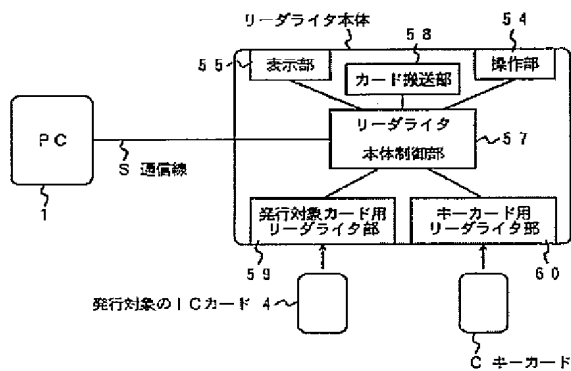 リーダライタ本体
５４
５８
５５
表示部
操作部
カード搬送部
ＰＣ
リーダライタ
本体制御部
５７
Ｓ 通信線
１
発行対象カード用
リーダライタ部
キーカード用
リーダライタ部
５９
６０
発行対象のＩＣカード ４
Ｃ キーカード